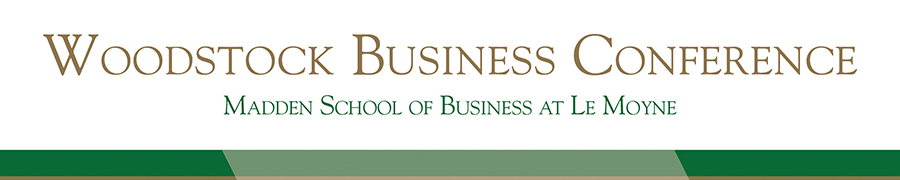 Woodstock Business Conference
Madden School of Business at Le Moyne